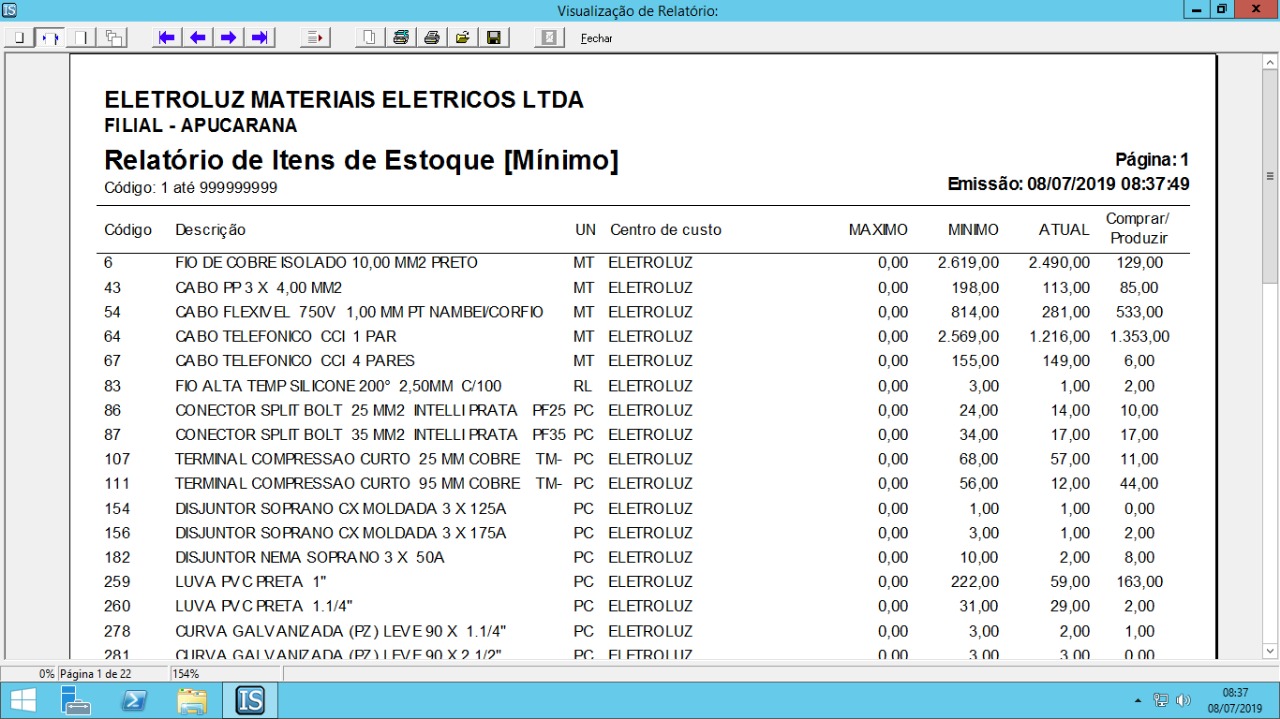 Visualização de Relatório:
Fechar
ELETROLUZ MATERIAIS ELETRICOS LTDA
FILIAL - APUCARANA
Relatório de Itens de Estoque [Mínimo]
Página: 1
Código: 1 até 999999999
Emissão: 08/07/2019 08:37:49
Código Descrição UN Centro de custo MAXIMO MINIMO ATUAL Comprar/ Produzir
6 FIO DE COBRE ISOLADO 10,00 MM2 PRETO MT ELETROLUZ 0,00 2.619,00 2.490,00 129,00
43 CABO PP 3 X 4,00 MM2 MT ELETROLUZ 0,00 198,00 113,00 85,00
54 CABO FLEXIVEL 750V 1,00 MM PT NAMBEI/CORFIO MT ELETROLUZ 0,00 814,00 281,00 533,00
64 CABO TELEFONICO CCI 1 PAR MT ELETROLUZ 0,00 2.569,00 1.216,00 1.353,00
67 CABO TELEFONICO CCI 4 PARES MT ELETROLUZ 0,00 155,00 149,00 6,00
83 FIO ALTA TEMP SILICONE 200° 2,50MM C/100 RL ELETROLUZ 0,00 3,00 1,00 2,00
86 CONECTOR SPLIT BOLT 25 MM2 INTELLI PRATA PF25 PC ELETROLUZ 0,00 24,00 14,00 10,00
87 CONECTOR SPLIT BOLT 35 MM2 INTELLI PRATA PF35 PC ELETROLUZ 0,00 34,00 17,00 17,00
107 TERMINAL COMPRESSAO CURTO 25 MM COBRE TM- PC ELETROLUZ 0,00 68,00 57,00 11,00
111 TERMINAL COMPRESSAO CURTO 95 MM COBRE TM- PC ELETROLUZ 0,00 56,00 12,00 44,00
154 DISJUNTOR SOPRANO CX MOLDADA 3 X 125A PC ELETROLUZ 0,00 1,00 1,00 0,00
156 DISJUNTOR SOPRANO CX MOLDADA 3 X 175A PC ELETROLUZ 0,00 3,00 1,00 2,00
182 DISJUNTOR NEMA SOPRANO 3 X 50A PC ELETROLUZ 0,00 10,00 2,00 8,00
259 LUVA PVC PRETA 1" PC ELETROLUZ 0,00 222,00 59,00 163,00
260 LUVA PVC PRETA 1.1/4" PC ELETROLUZ 0,00 31,00 29,00 2,00
278 CURVA GALVANIZADA (PZ) LEVE 90 X 1.1/4" PC ELETROLUZ 0,00 3,00 2,00 1,00
281 CURVA GALVANIZADA (PZ) LEVE 90 X 2.1/2" PC ELETROLUZ 0,00 3,00 3,00 0,00
0% Página 1 de 22 154%
IS
08:37
08/07/2019